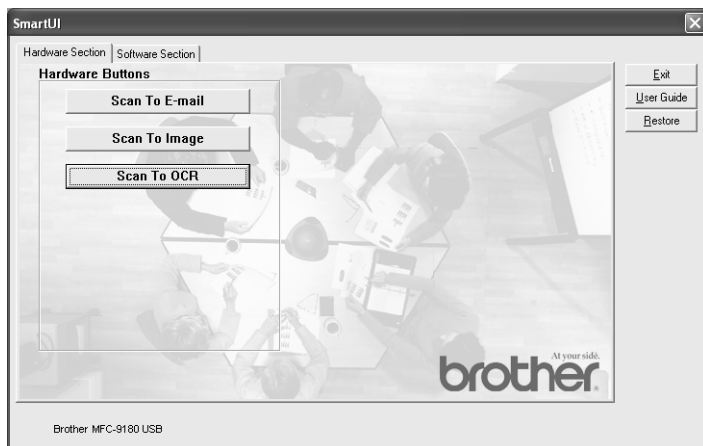 SmartUI
Hardware Section
Software Section
Hardware Buttons
Scan To E-mail
Scan To Image
Scan To OCR
Exit
User Guide
Restore
At your side.
brother®
Brother MFC-9180 USB